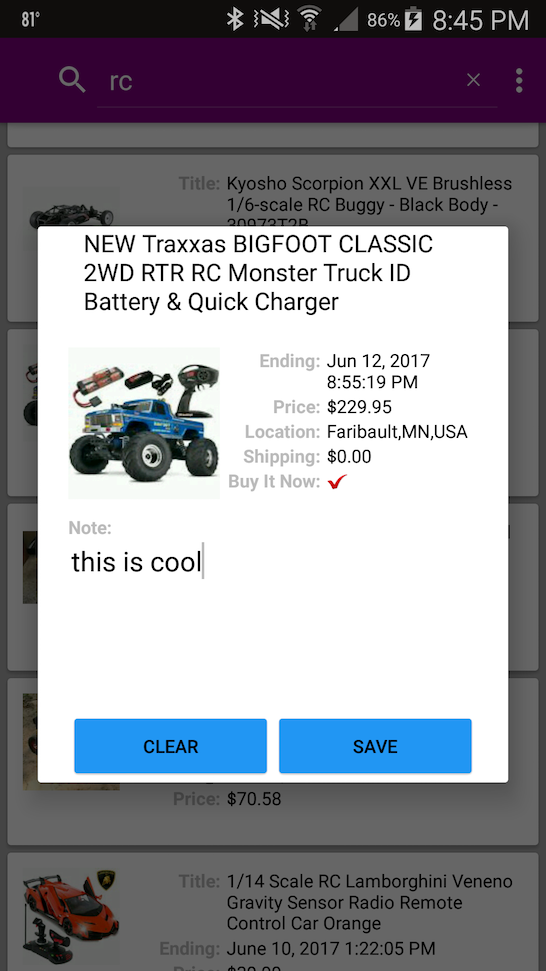 81°
86%
8:45 PM
rc
Title: Kyosho Scorpion XXL VE Brushless
1/6-scale RC Buggy - Black Body -
30973T2B
NEW Traxxas BIGFOOT CLASSIC
2WD RTR RC Monster Truck ID
Battery & Quick Charger
Ending: Jun 12, 2017
8:55:19 PM
Price: $229.95
Location: Faribault,MN,USA
Shipping: $0.00
Buy It Now:
Note:
this is cool
CLEAR
SAVE
Price: $70.58
Title: 1/14 Scale RC Lamborghini Veneno
Gravity Sensor Radio Remote
Control Car Orange
Ending: June 10, 2017 1:22:05 PM